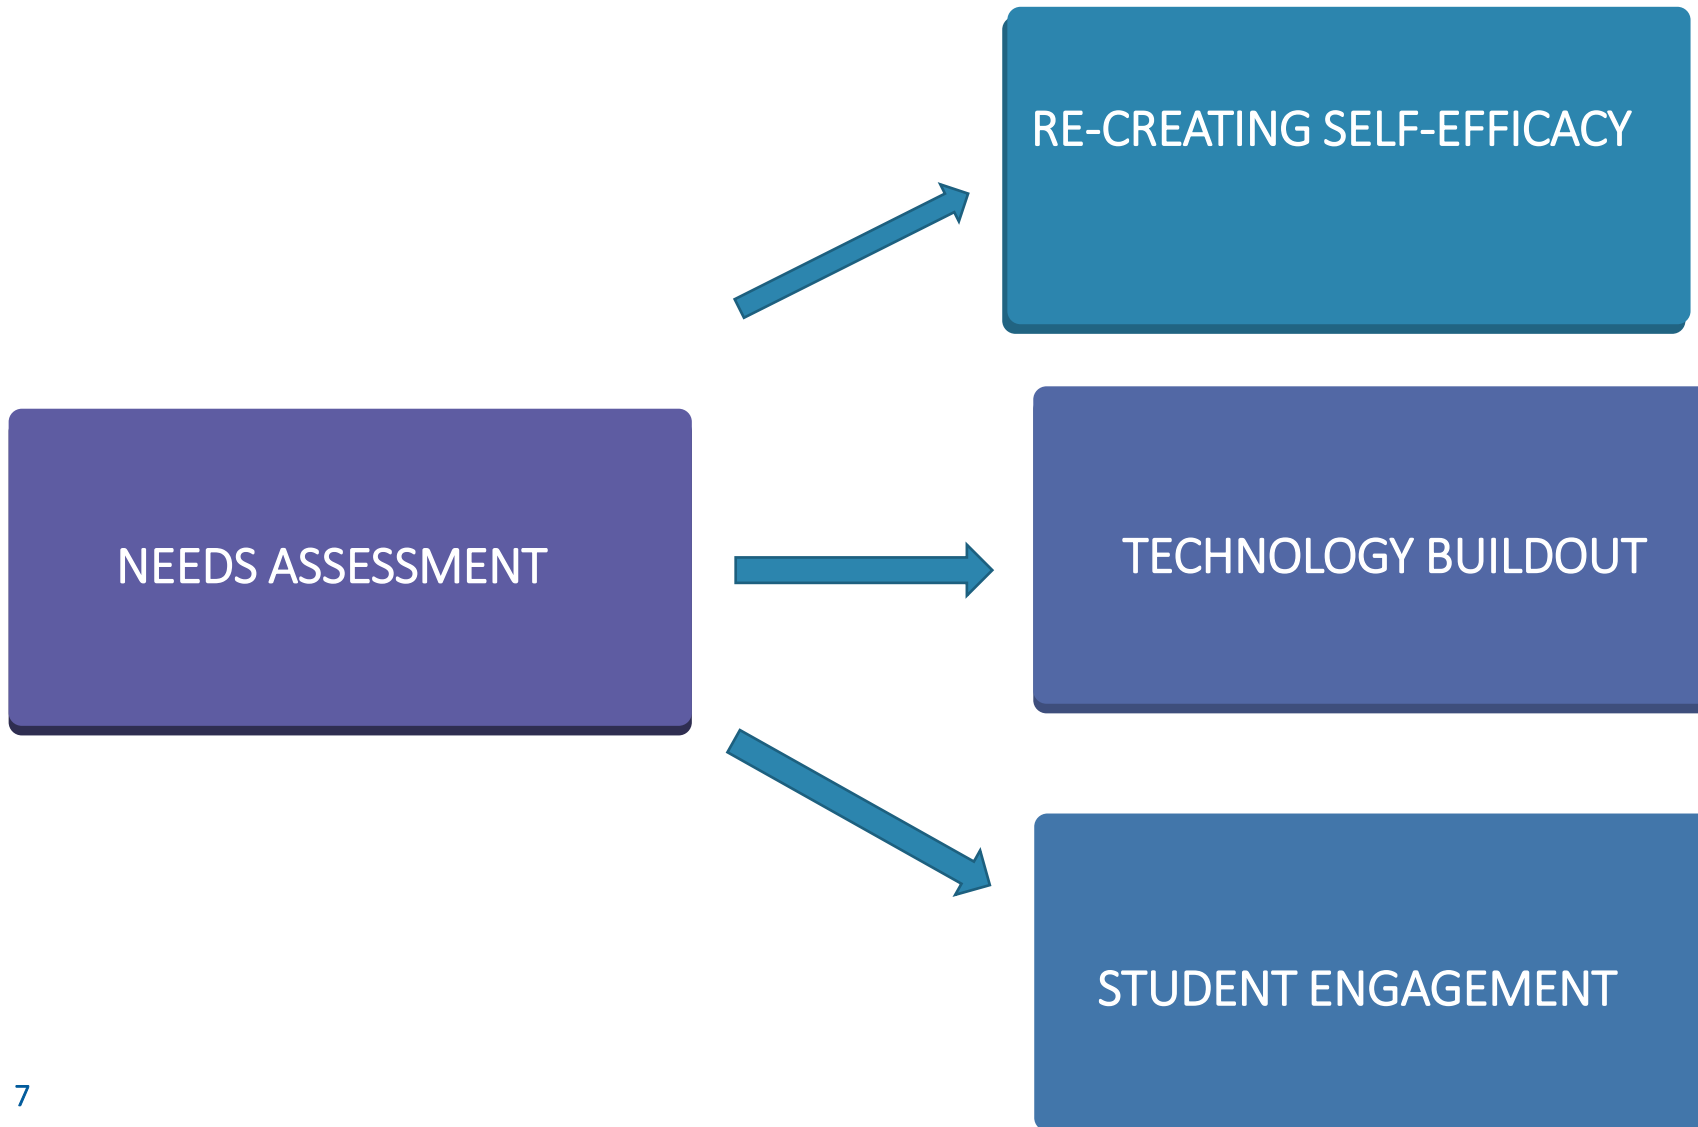 RE-CREATING SELF-EFFICACY
NEEDS ASSESSMENT
TECHNOLOGY BUILDOUT
STUDENT ENGAGEMENT
7